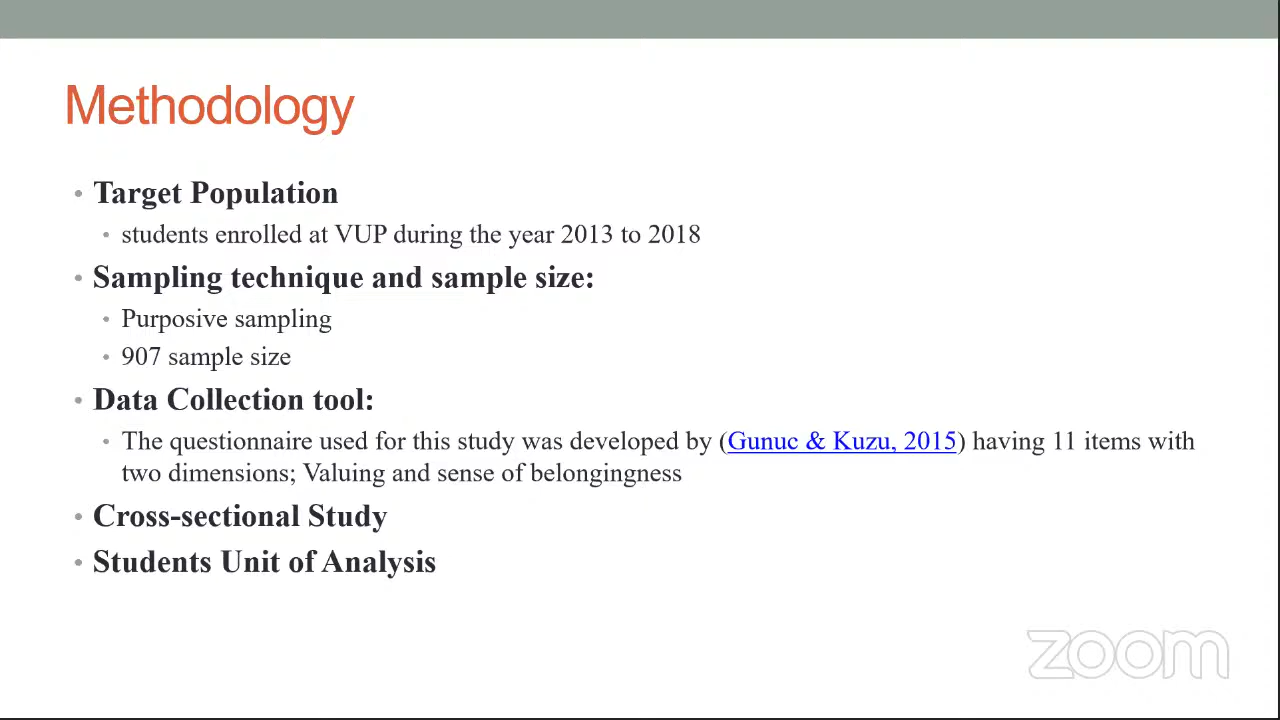 Methodology
• Target Population
• students enrolled at VUP during the year 2013 to 2018
• Sampling technique and sample size:
• Purposive sampling
• 907 sample size
• Data Collection tool:
• The questionnaire used for this study was developed by (Gunuc & Kuzu, 2015) having 11 items with
two dimensions; Valuing and sense of belongingness
• Cross-sectional Study
• Students Unit of Analysis
zoom